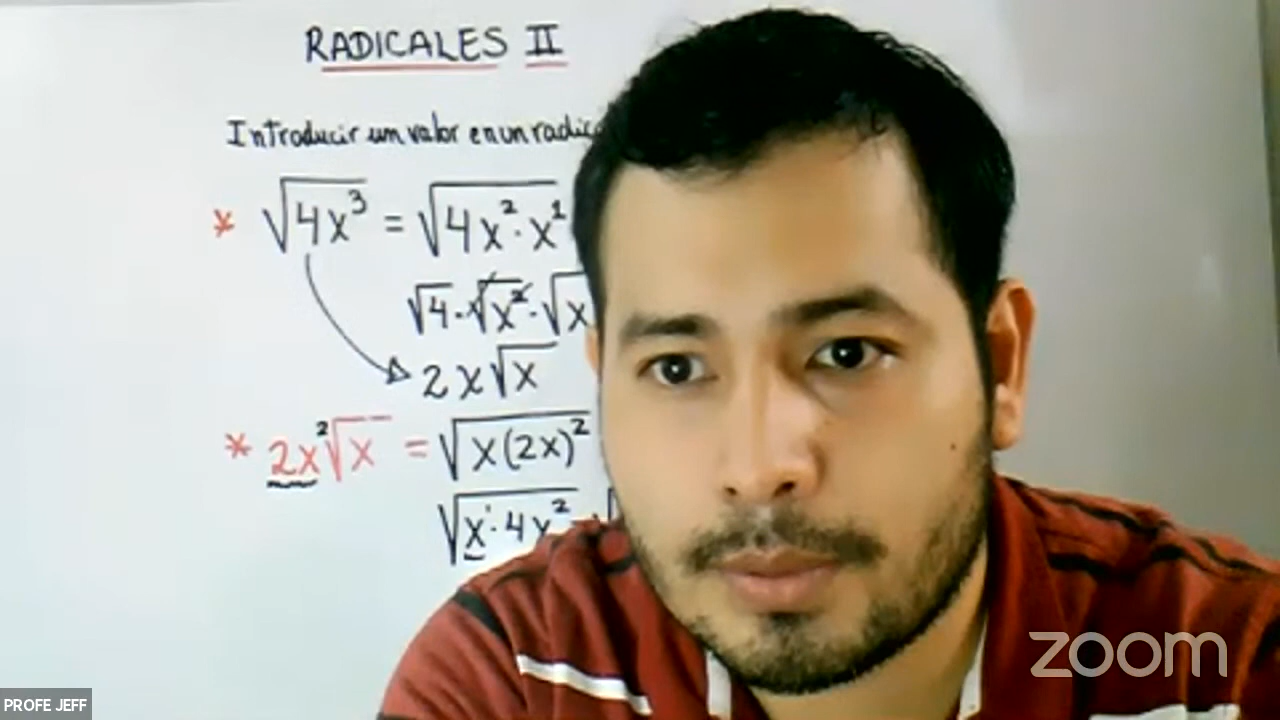 RADICALES II
Introducir un valor en un radic
* √4x³ = √4x²·x¹
√4·√x²·√x
2x√x
* 2x²√x = √x(2x)²
√x·4x² = √
zoom
PROFE JEFF